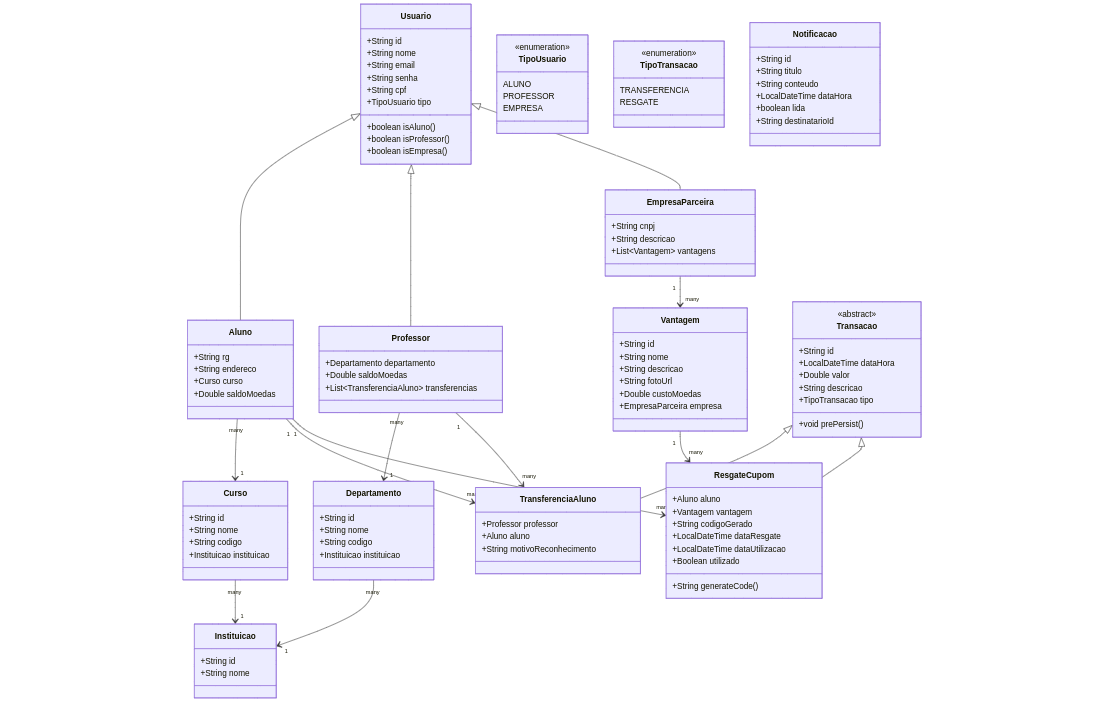 Usuario
+String id
+String nome
+String email
+String senha
+String cpf
+TipoUsuario tipo
+boolean isAluno()
+boolean isProfessor()
+boolean isEmpresa()
«enumeration»
TipoUsuario
ALUNO
PROFESSOR
EMPRESA
«enumeration»
TipoTransacao
TRANSFERENCIA
RESGATE
Notificacao
+String id
+String titulo
+String conteudo
+LocalDateTime dataHora
+boolean lida
+String destinatarioId
EmpresaParceira
+String cnpj
+String descricao
+List<Vantagem> vantagens
1
many
Aluno
+String rg
+String endereco
+Curso curso
+Double saldoMoedas
Professor
+Departamento departamento
+Double saldoMoedas
+List<TransferenciaAluno> transferencias
Vantagem
+String id
+String nome
+String descricao
+String fotoUrl
+Double custoMoedas
+EmpresaParceira empresa
«abstract»
Transacao
+String id
+LocalDateTime dataHora
+Double valor
+String descricao
+TipoTransacao tipo
+void prePersist()
many
1
1
many
1
1
many
1
1
many
many
Curso
+String id
+String nome
+String codigo
+Instituicao instituicao
Departamento
+String id
+String nome
+String codigo
+Instituicao instituicao
TransferenciaAluno
+Professor professor
+Aluno aluno
+String motivoReconhecimento
ResgateCupom
+Aluno aluno
+Vantagem vantagem
+String codigoGerado
+LocalDateTime dataResgate
+LocalDateTime dataUtilizacao
+Boolean utilizado
+String generateCode()
many
1
many
1
Instituicao
+String id
+String nome